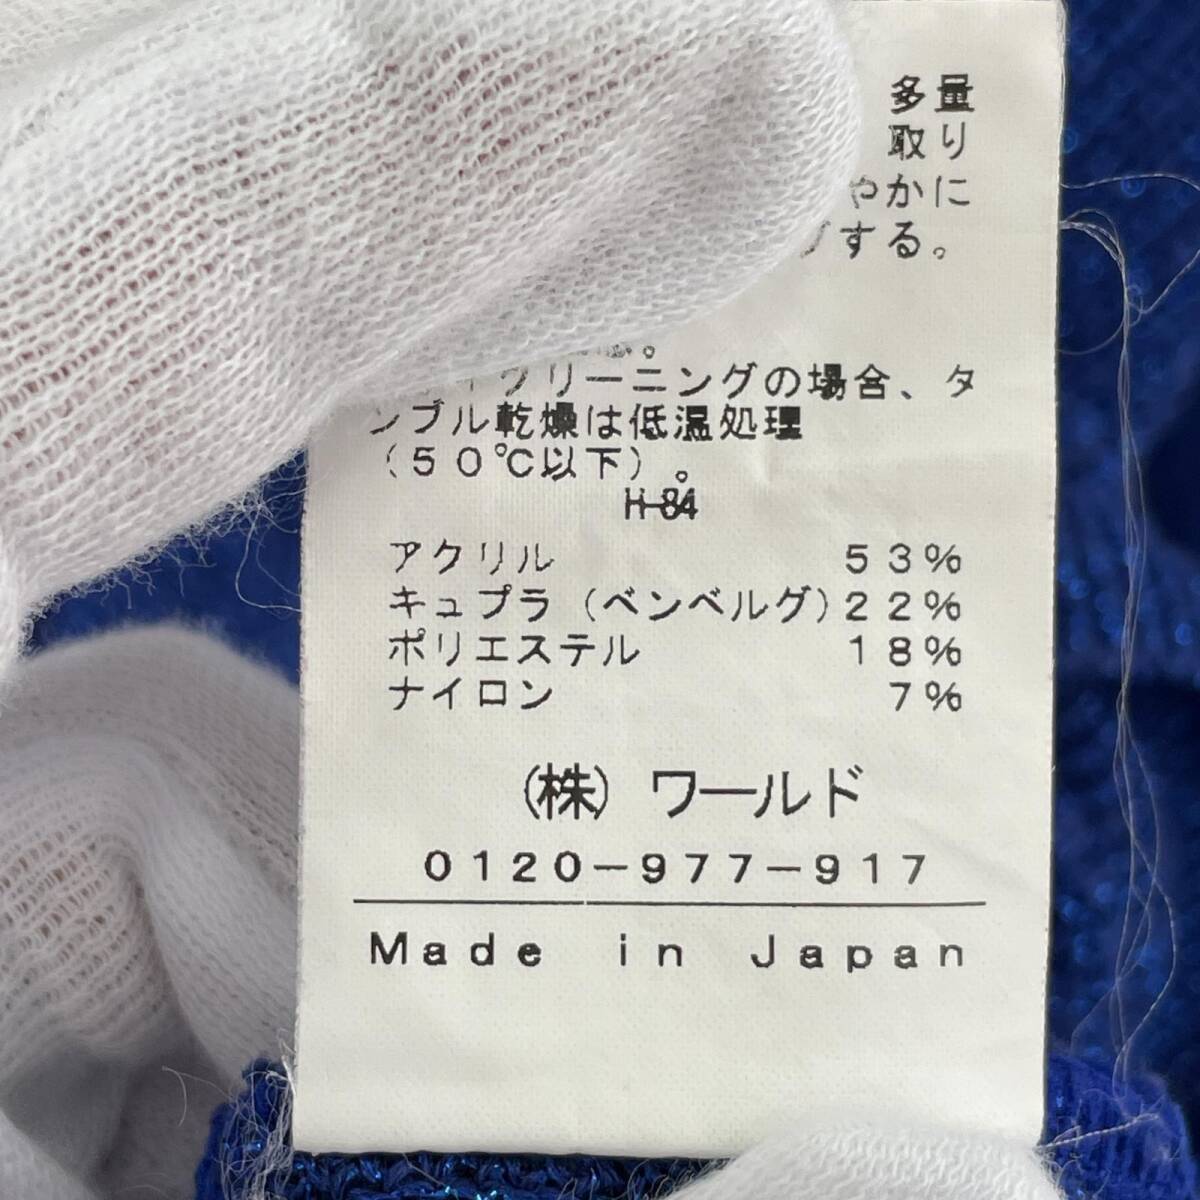 多量
取り
やかに
する。
クリーニングの場合、タ
ンブル乾燥は低温処理
(50℃以下)。
H-84
アクリル 53%
キュプラ(ベンベルグ)22%
ポリエステル 18%
ナイロン 7%
(株) ワールド
0120-977-917
Made in Japan